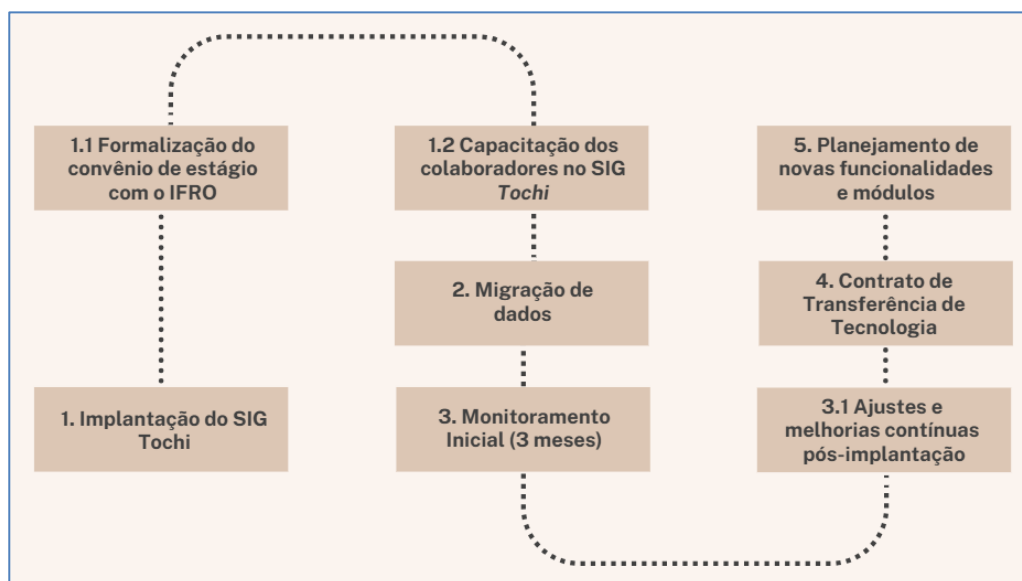 1.1 Formalização do
convênio de estágio
com o IFRO
1.2 Capacitação dos
colaboradores no SIG
Tochi
5. Planejamento de
novas funcionalidades
e módulos
2. Migração de
dados
4. Contrato de
Transferência de
Tecnologia
1. Implantação do SIG
Tochi
3. Monitoramento
Inicial (3 meses)
3.1 Ajustes e
melhorias contínuas
pós-implantação